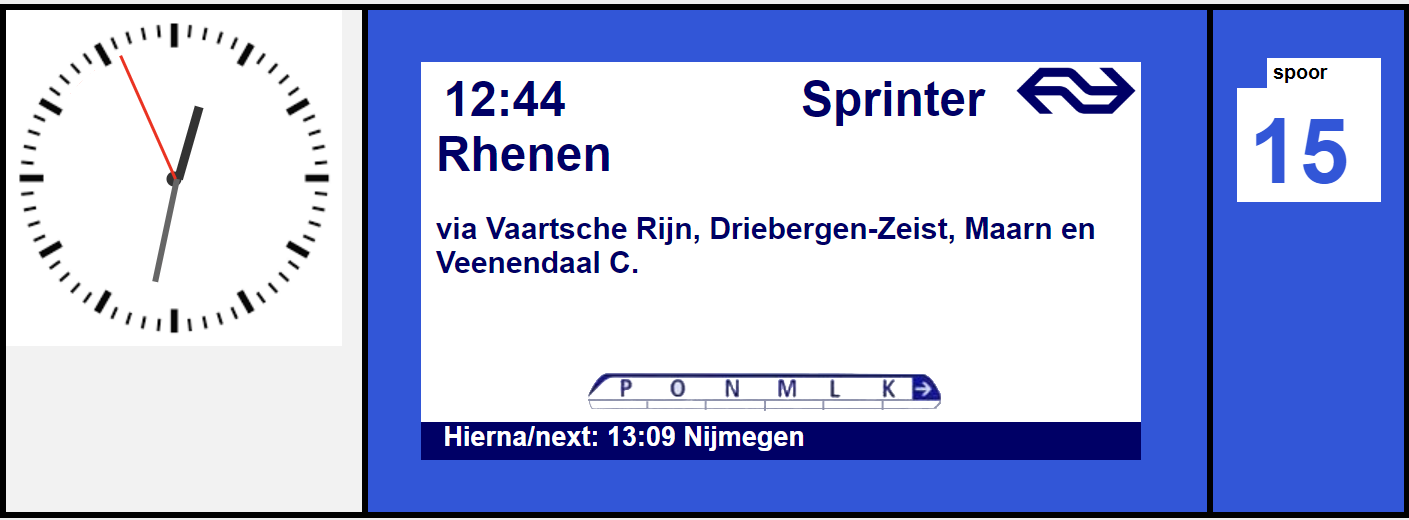 12:44 Sprinter
Rhenen
via Vaartsche Rijn, Driebergen-Zeist, Maarn en
Veenendaal C.
P O N M L K
Hierna/next: 13:09 Nijmegen
spoor
15